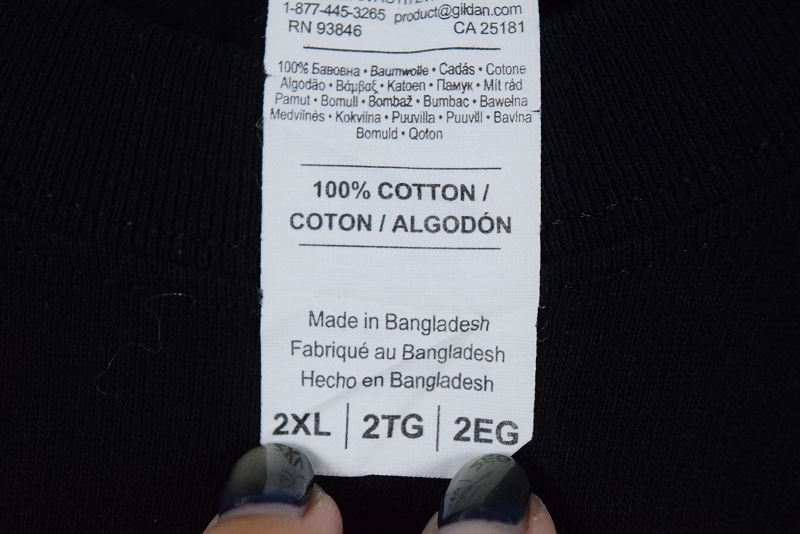 1-877-445-3265 product@gildan.com
RN 93846 CA 25181
100% Бавовна • Baumwolle • Cadás • Cotone
Algodão • Βάμβαξ • Katoen • Памук • Mít rád
Pamut • Bomull • Bombaž • Bumbac • Bawełna
Medvilnės • Kokvilna • Puuvilla • Puuvill • Bavlna
Bomuld • Qoton
100% COTTON /
COTON / ALGODÓN
Made in Bangladesh
Fabriqué au Bangladesh
Hecho en Bangladesh
2XL | 2TG | 2EG